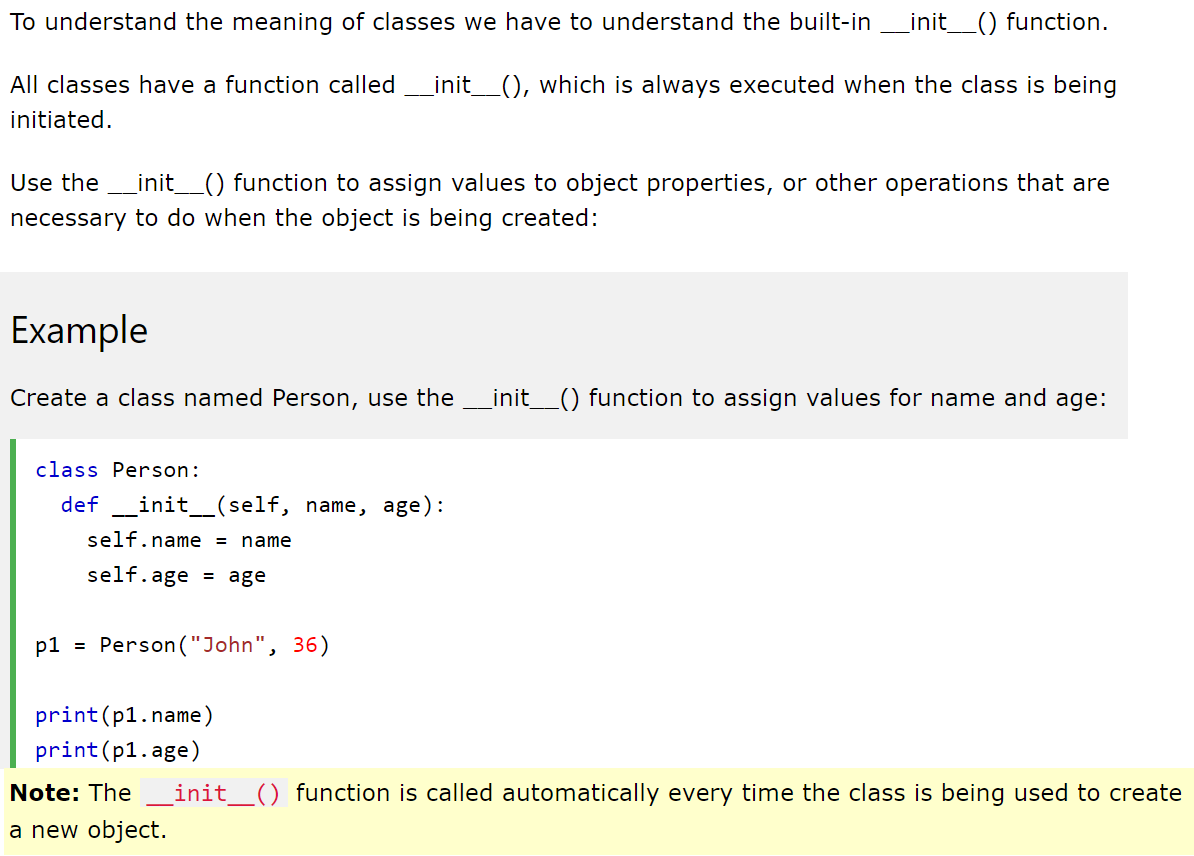 To understand the meaning of classes we have to understand the built-in __init__() function.
All classes have a function called __init__(), which is always executed when the class is being
initiated.
Use the __init__() function to assign values to object properties, or other operations that are
necessary to do when the object is being created:
Example
Create a class named Person, use the __init__() function to assign values for name and age:
class Person:
  def __init__(self, name, age):
    self.name = name
    self.age = age
p1 = Person("John", 36)
print(p1.name)
print(p1.age)
Note: The __init__() function is called automatically every time the class is being used to create
a new object.